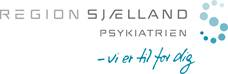 REGION SJÆLLAND
PSYKIATRIEN
- vi er til for dig